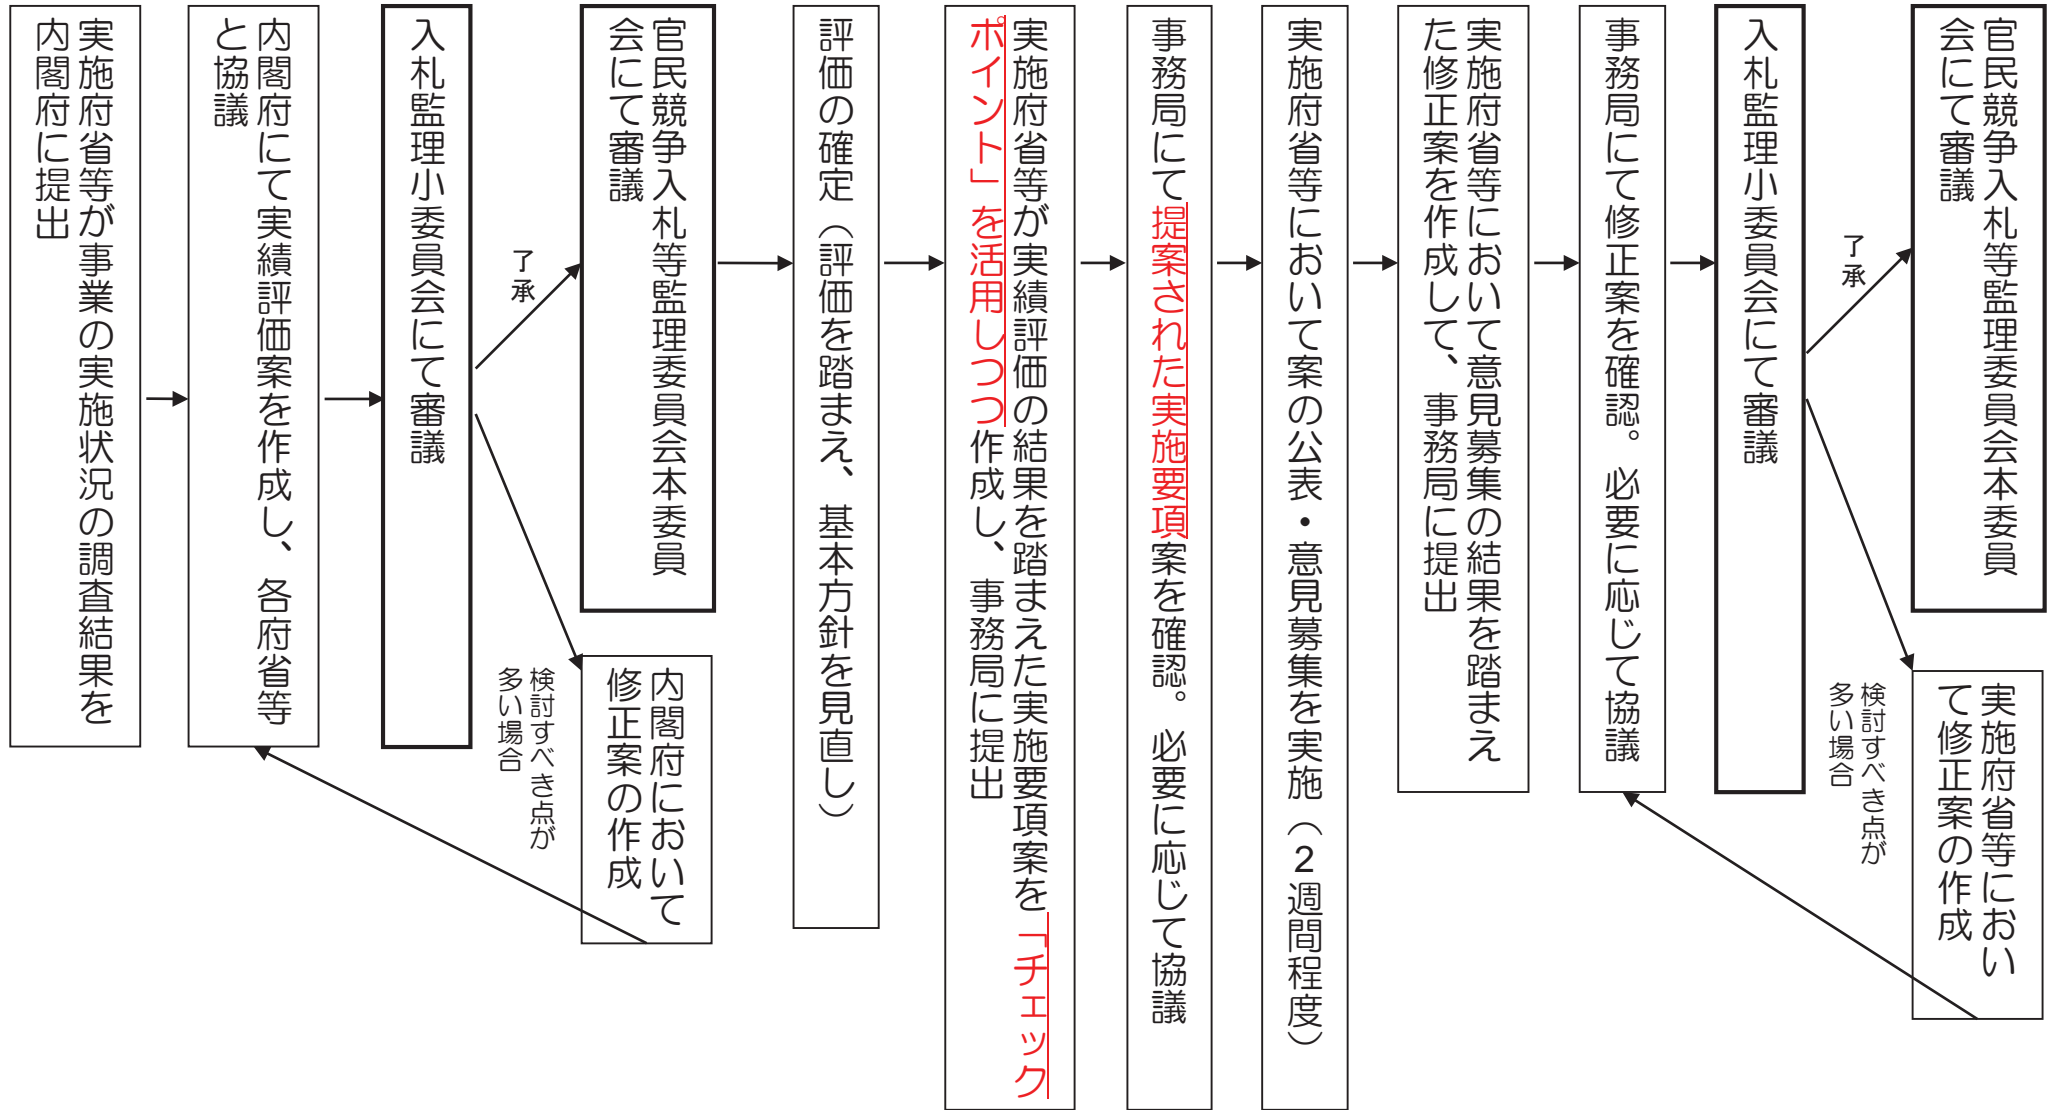 実施府省等が事業の実施状況の調査結果を
内閣府に提出
内閣府にて実績評価案を作成し、各府省等
と協議
入札監理小委員会にて審議
了承
検討すべき点が
多い場合
官民競争入札等監理委員会本委員
会にて審議
内閣府において
修正案の作成
評価の確定（評価を踏まえ、基本方針を見直し）
実施府省等が実績評価の結果を踏まえた実施要項案を「チェック
ポイント」を活用しつつ作成し、事務局に提出
事務局にて提案された実施要項案を確認。必要に応じて協議
実施府省等において案の公表・意見募集を実施（2週間程度）
実施府省等において意見募集の結果を踏まえ
た修正案を作成して、事務局に提出
事務局にて修正案を確認。必要に応じて協議
入札監理小委員会にて審議
了承
検討すべき点が
多い場合
官民競争入札等監理委員会本委員
会にて審議
実施府省等におい
て修正案の作成